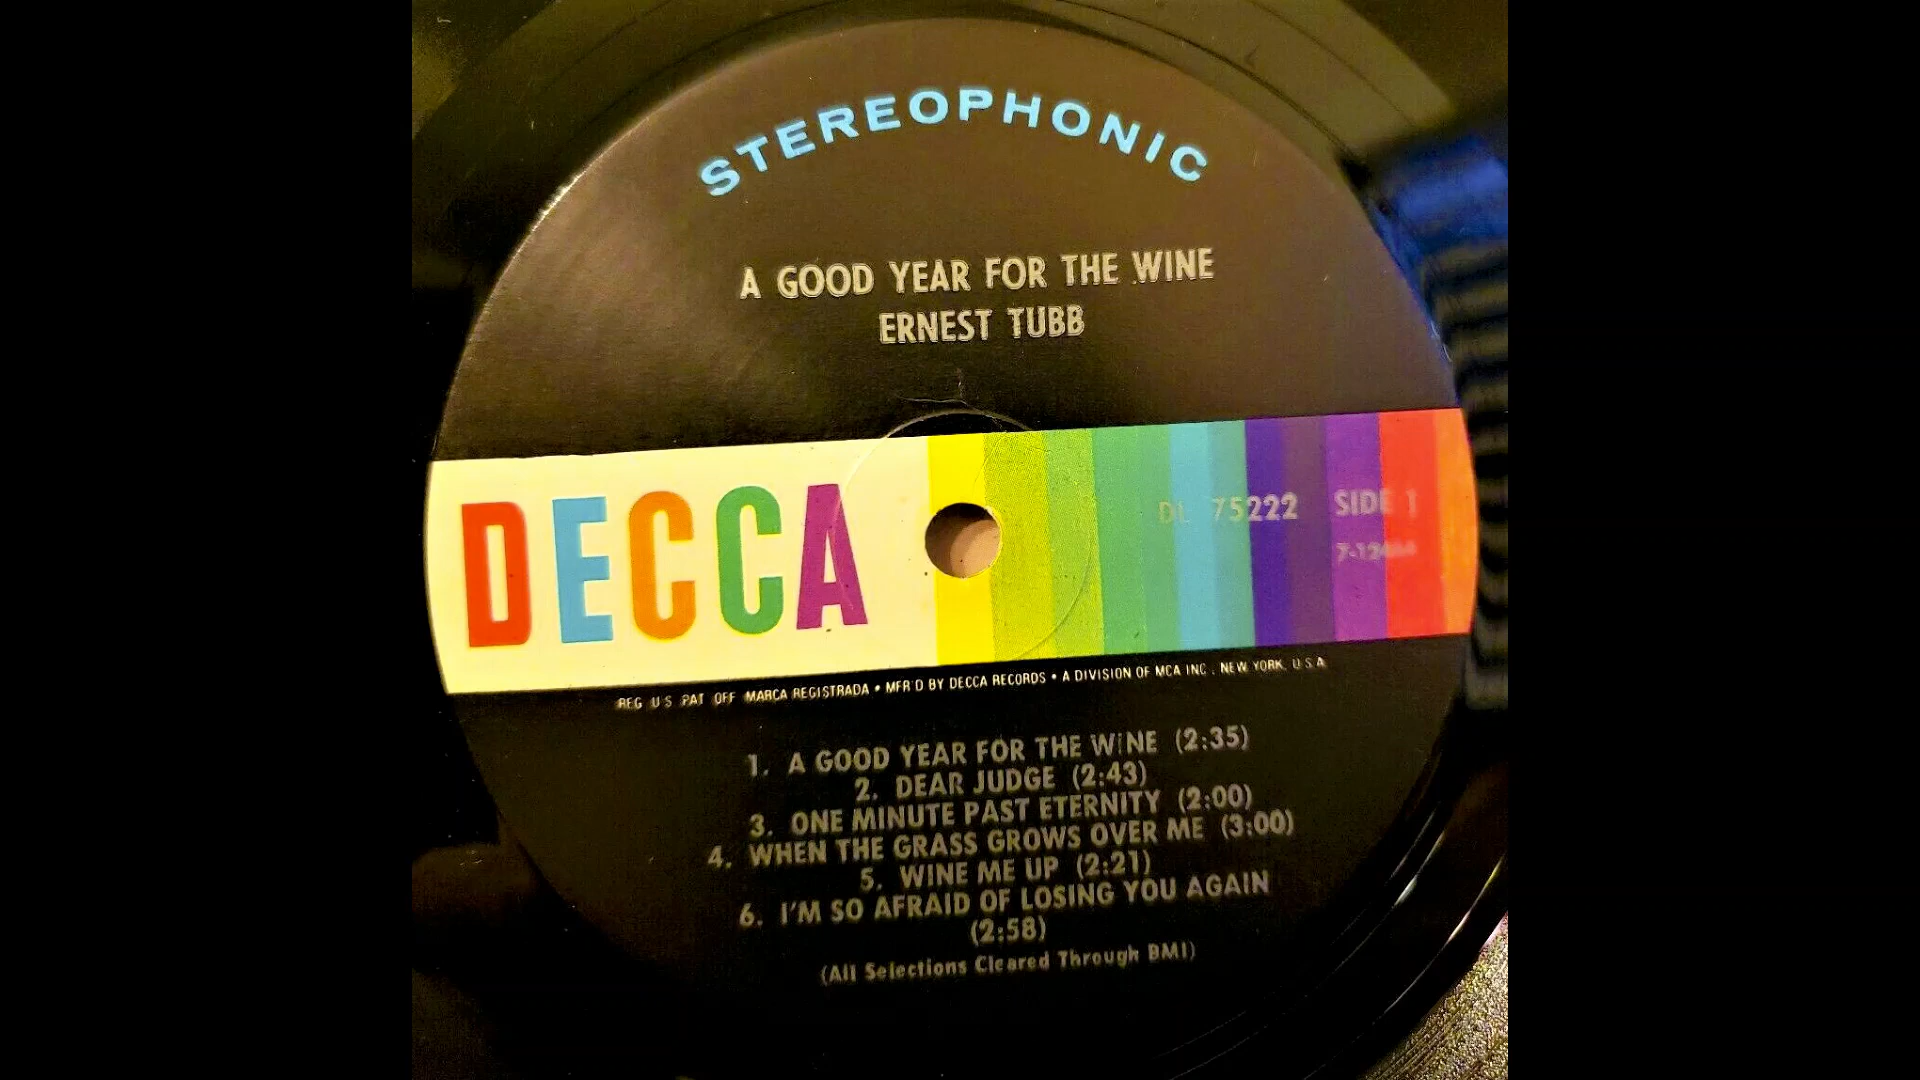 STEREOPHONIC
A GOOD YEAR FOR THE WINE
ERNEST TUBB
DECCA
DL 75222 SIDE 1
REG. U.S. PAT. OFF. MARCA REGISTRADA • MFR'D BY DECCA RECORDS • A DIVISION OF MCA INC., NEW YORK, U.S.A.
1. A GOOD YEAR FOR THE WINE (2:35)
2. DEAR JUDGE (2:43)
3. ONE MINUTE PAST ETERNITY (2:00)
4. WHEN THE GRASS GROWS OVER ME (3:00)
5. WINE ME UP (2:21)
6. I'M SO AFRAID OF LOSING YOU AGAIN
(2:58)
(All Selections Cleared Through BMI)